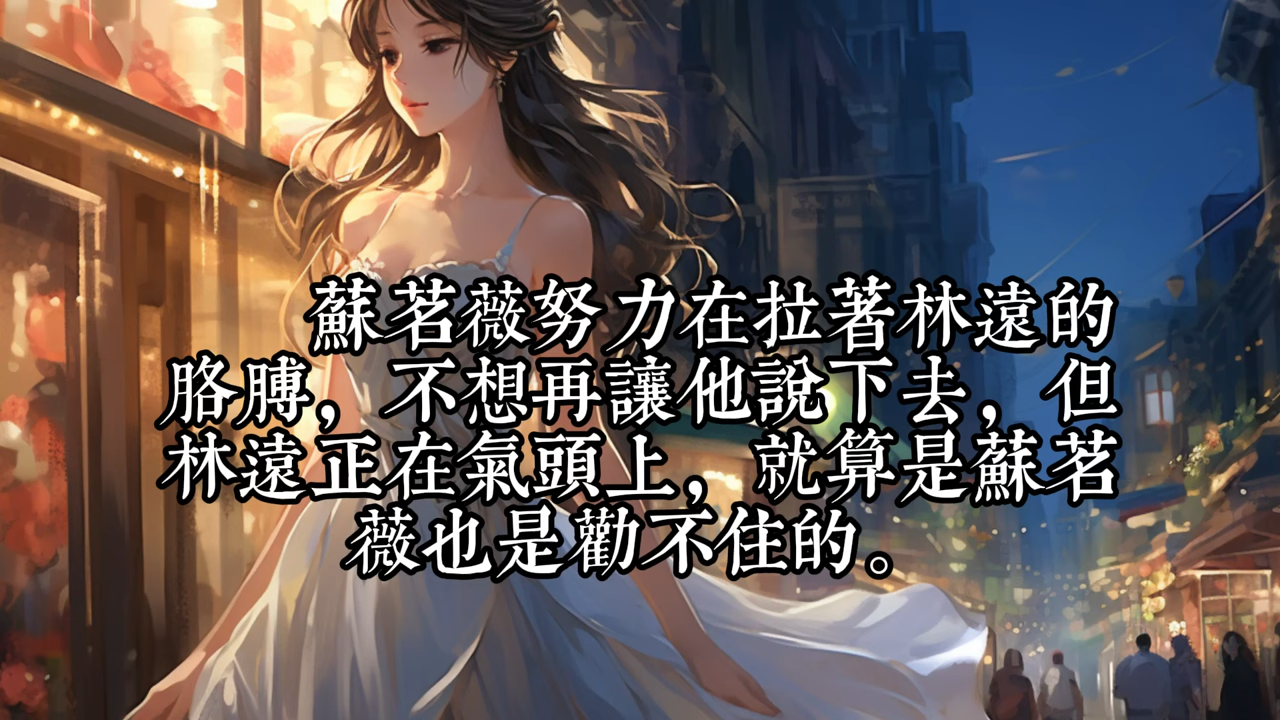 蘇茗薇努力在拉著林遠的
胳膊，不想再讓他說下去，但
林遠正在氣頭上，就算是蘇茗
薇也是勸不住的。